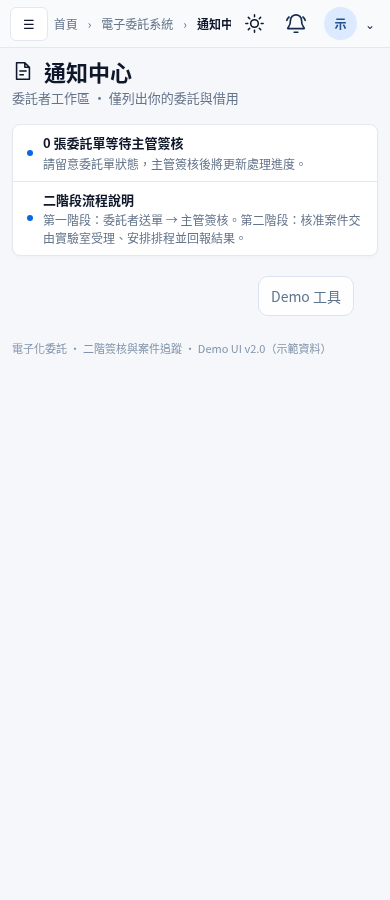 ☰ 首頁 › 電子委託系統 › 通知中 示 ⌄
通知中心
委託者工作區 · 僅列出你的委託與借用
0 張委託單等待主管簽核
請留意委託單狀態，主管簽核後將更新處理進度。
二階段流程說明
第一階段：委託者送單 → 主管簽核。第二階段：核准案件交
由實驗室受理、安排排程並回報結果。
Demo 工具
電子化委託 · 二階簽核與案件追蹤 · Demo UI v2.0（示範資料）